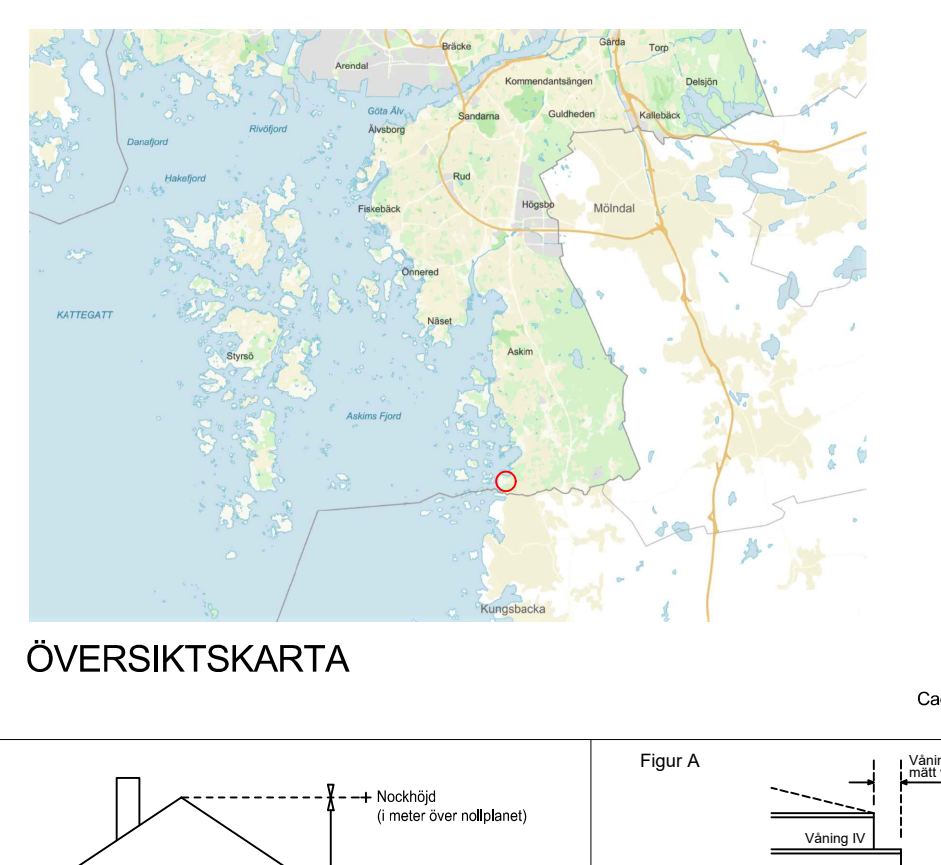 Bräcke
Gårda
Torp
Arendal
Kommendantsängen
Delsjön
Göta Älv
Sandarna
Guldheden
Kallebäck
Rivöfjord
Älvsborg
Danafjord
Hakefjord
Rud
Fiskebäck
Högsbo
Mölndal
Önnered
KATTEGATT
Näset
Styrsö
Askim
Askims Fjord
Kungsbacka
ÖVERSIKTSKARTA
Nockhöjd
(i meter över nollplanet)
Figur A
mätt
Våning IV